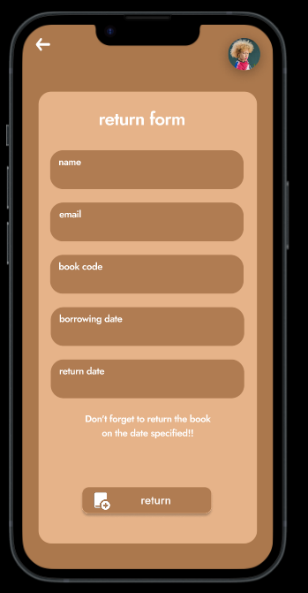 return form
name
email
book code
borrowing date
return date
Don't forget to return the book
on the date specified!!
return